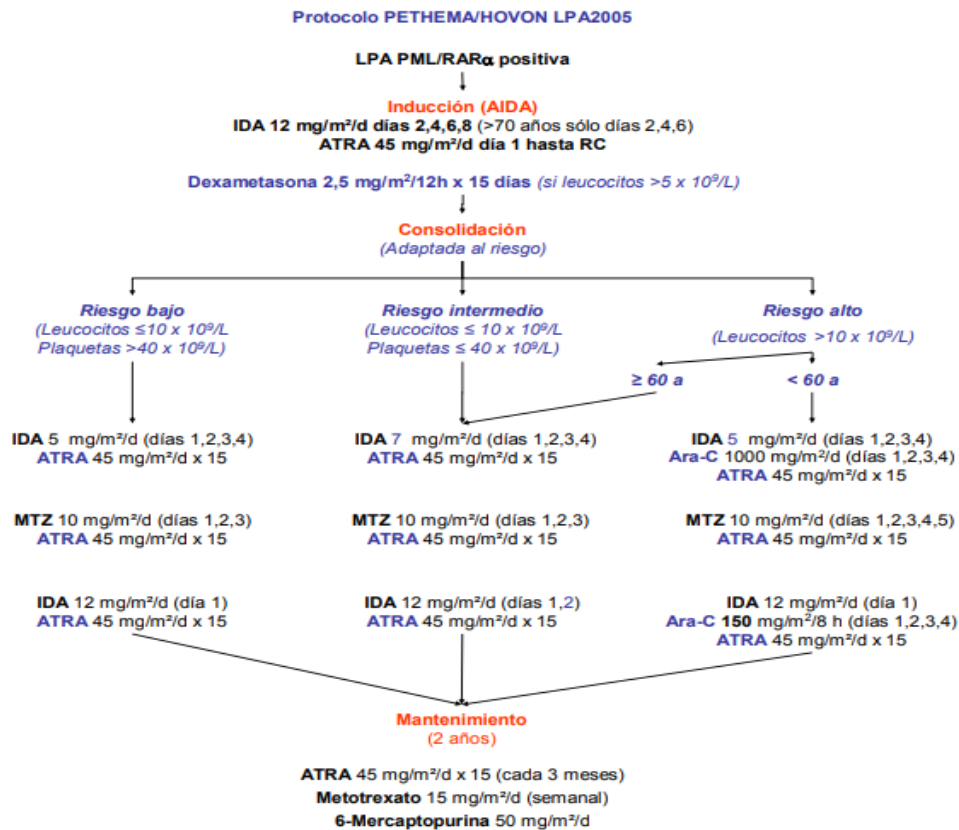 Protocolo PETHEMA/HOVON LPA2005
LPA PML/RARα positiva
Inducción (AIDA)
IDA 12 mg/m²/d días 2,4,6,8 (>70 años sólo días 2,4,6)
ATRA 45 mg/m²/d día 1 hasta RC
Dexametasona 2,5 mg/m²/12h x 15 días (si leucocitos >5 x 10⁹/L)
Consolidación
(Adaptada al riesgo)
Riesgo bajo
(Leucocitos ≤10 x 10⁹/L
Plaquetas >40 x 10⁹/L)
Riesgo intermedio
(Leucocitos ≤ 10 x 10⁹/L
Plaquetas ≤ 40 x 10⁹/L)
Riesgo alto
(Leucocitos >10 x 10⁹/L)
≥ 60 a
< 60 a
IDA 5 mg/m²/d (días 1,2,3,4)
ATRA 45 mg/m²/d x 15
IDA 7 mg/m²/d (días 1,2,3,4)
ATRA 45 mg/m²/d x 15
IDA 5 mg/m²/d (días 1,2,3,4)
Ara-C 1000 mg/m²/d (días 1,2,3,4)
ATRA 45 mg/m²/d x 15
MTZ 10 mg/m²/d (días 1,2,3)
ATRA 45 mg/m²/d x 15
MTZ 10 mg/m²/d (días 1,2,3)
ATRA 45 mg/m²/d x 15
MTZ 10 mg/m²/d (días 1,2,3,4,5)
ATRA 45 mg/m²/d x 15
IDA 12 mg/m²/d (día 1)
ATRA 45 mg/m²/d x 15
IDA 12 mg/m²/d (días 1,2)
ATRA 45 mg/m²/d x 15
IDA 12 mg/m²/d (día 1)
Ara-C 150 mg/m²/8 h (días 1,2,3,4)
ATRA 45 mg/m²/d x 15
Mantenimiento
(2 años)
ATRA 45 mg/m²/d x 15 (cada 3 meses)
Metotrexato 15 mg/m²/d (semanal)
6-Mercaptopurina 50 mg/m²/d